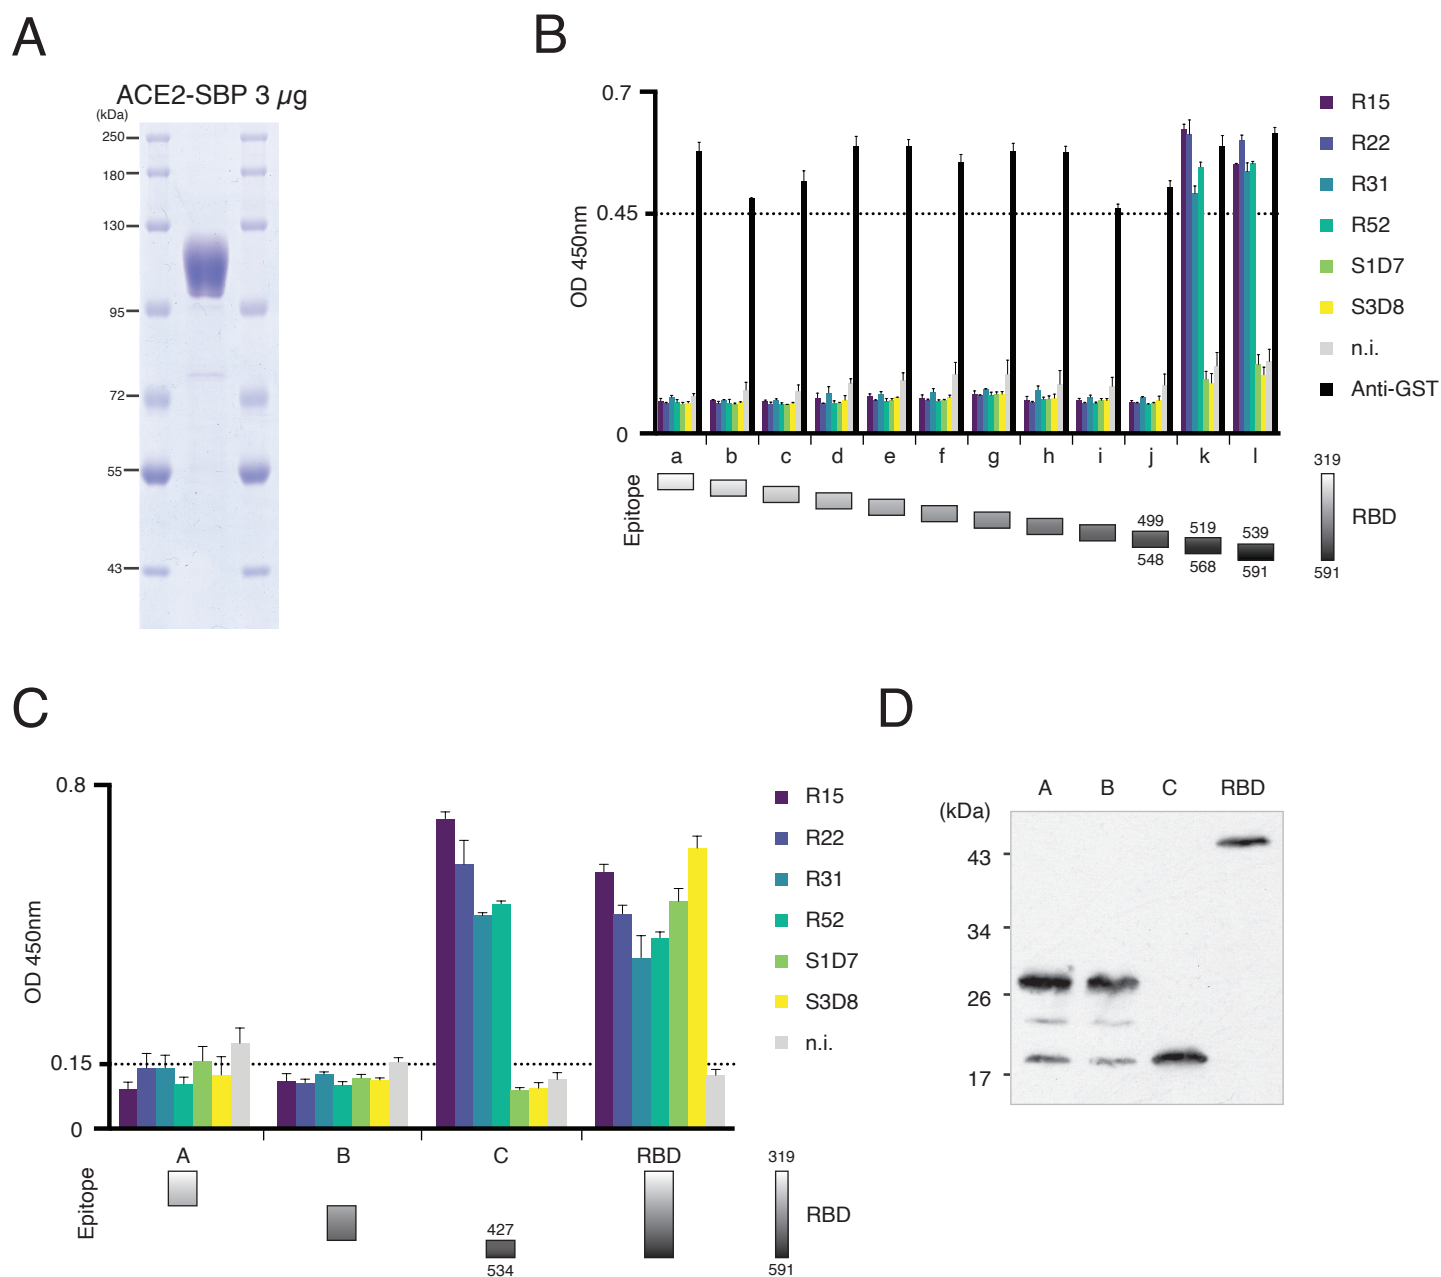 A
ACE2-SBP 3 µg
(kDa)
250
180
130
95
72
55
43
B
0.7
0.45
0
OD 450nm
a b c d e f g h i j k l
Epitope
499
548
519
568
539
591
319
RBD
591
R15
R22
R31
R52
S1D7
S3D8
n.i.
Anti-GST
C
0.8
0.15
0
OD 450nm
A B C RBD
Epitope
427
534
319
RBD
591
R15
R22
R31
R52
S1D7
S3D8
n.i.
D
A B C RBD
(kDa)
43
34
26
17